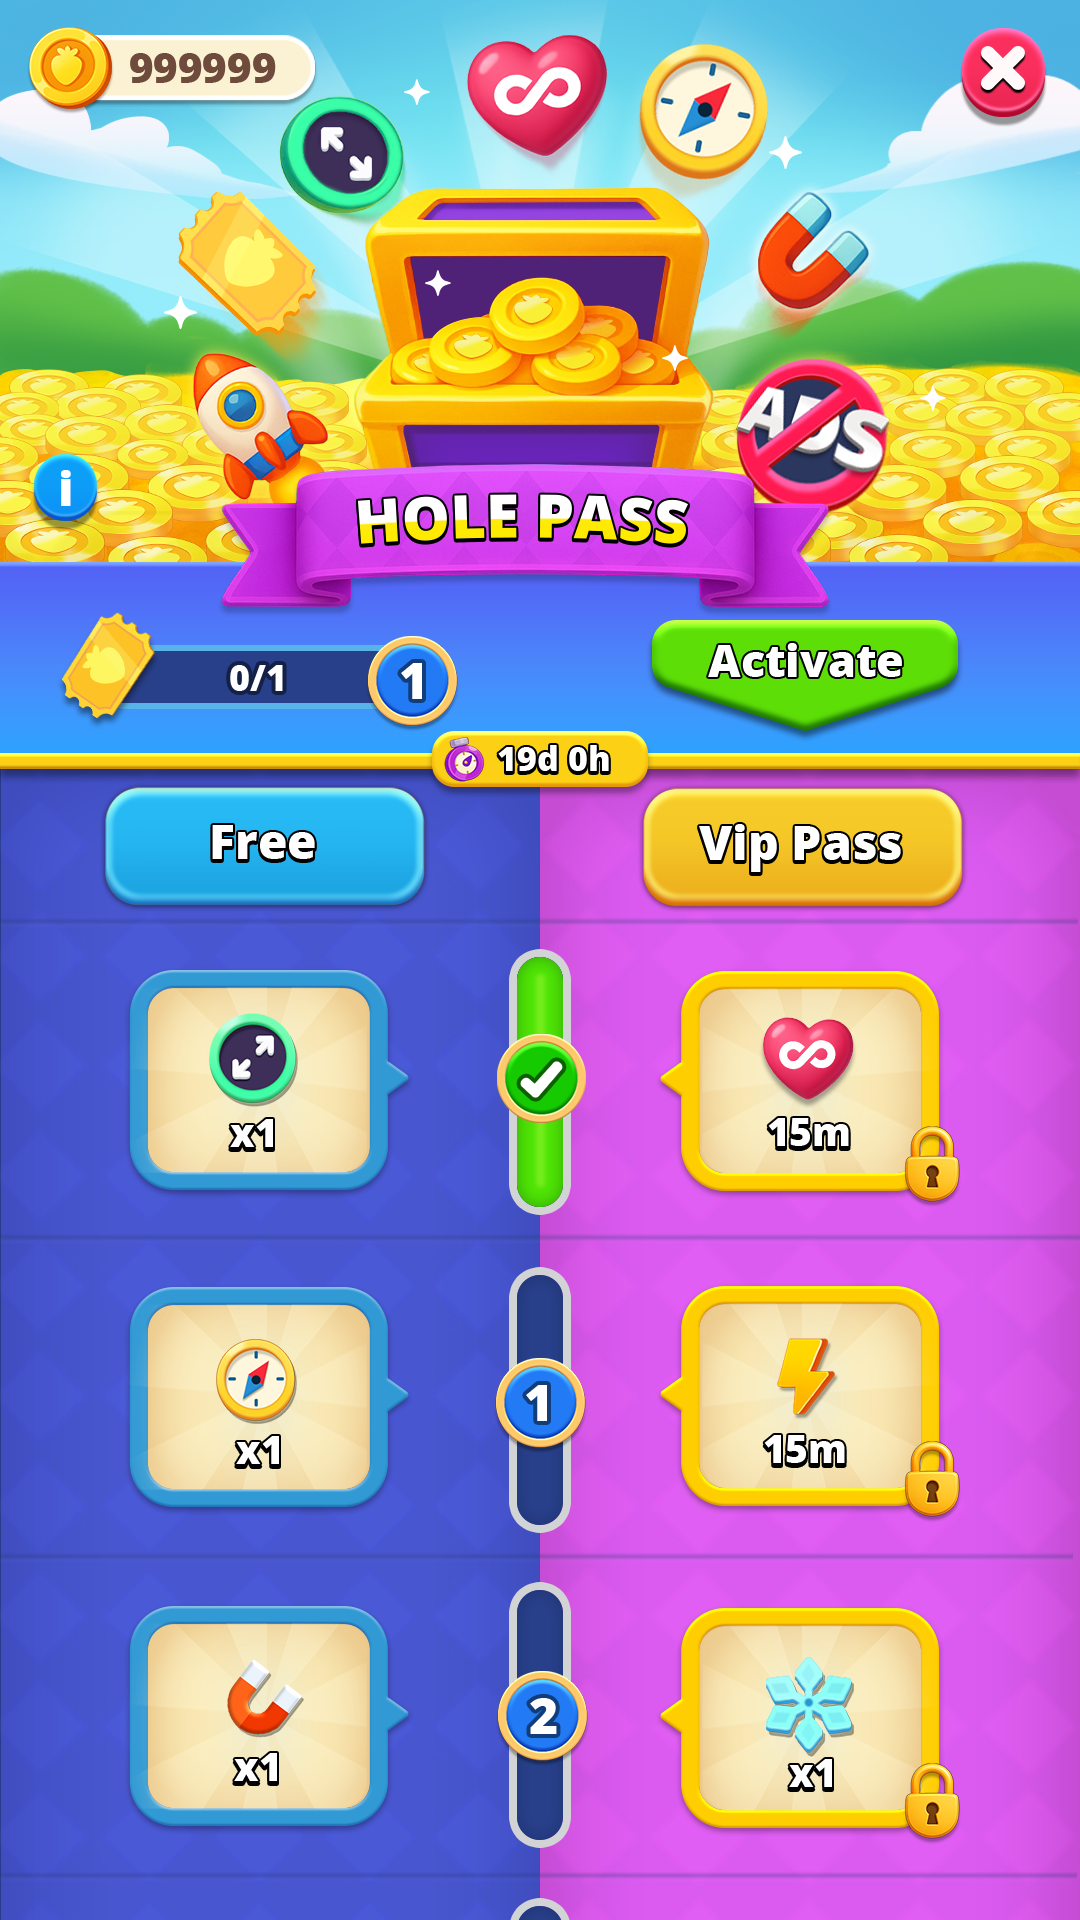 999999
ADS
i
HOLE PASS
0/1
1
Activate
19d 0h
Free
Vip Pass
x1
15m
x1
1
15m
x1
2
x1